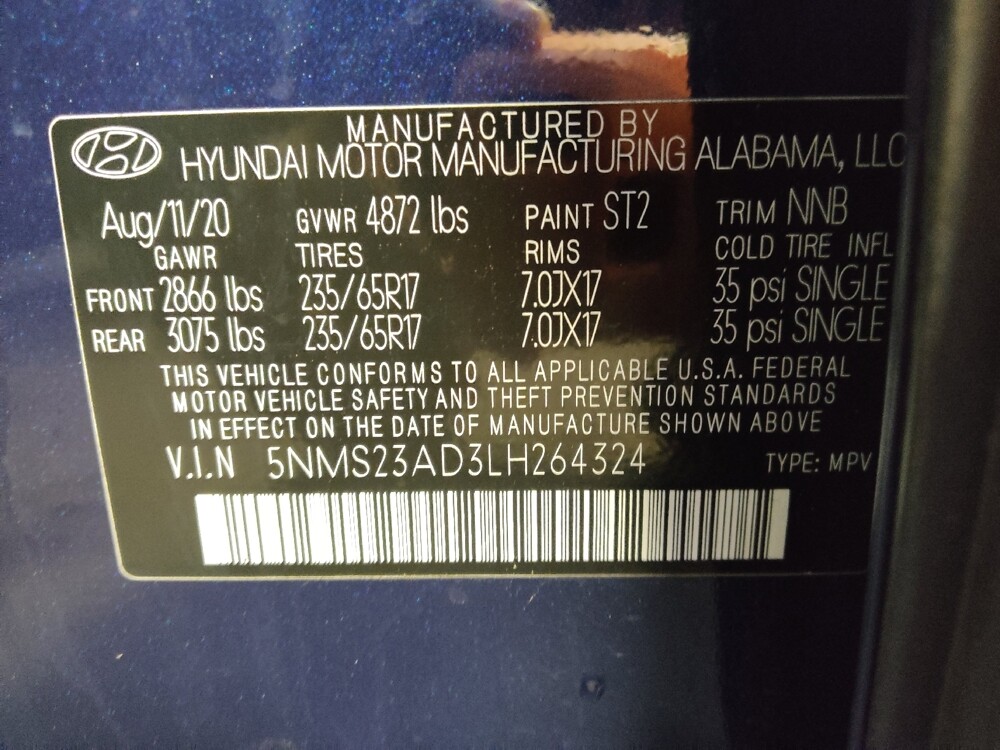 MANUFACTURED BY
HYUNDAI MOTOR MANUFACTURING ALABAMA, LLC
Aug/11/20 GVWR 4872 lbs PAINT ST2 TRIM NNB
GAWR TIRES RIMS COLD TIRE INFL
FRONT 2866 lbs 235/65R17 7.0JX17 35 psi SINGLE
REAR 3075 lbs 235/65R17 7.0JX17 35 psi SINGLE
THIS VEHICLE CONFORMS TO ALL APPLICABLE U.S.A. FEDERAL
MOTOR VEHICLE SAFETY AND THEFT PREVENTION STANDARDS
IN EFFECT ON THE DATE OF MANUFACTURE SHOWN ABOVE
V.I.N 5NMS23AD3LH264324 TYPE: MPV